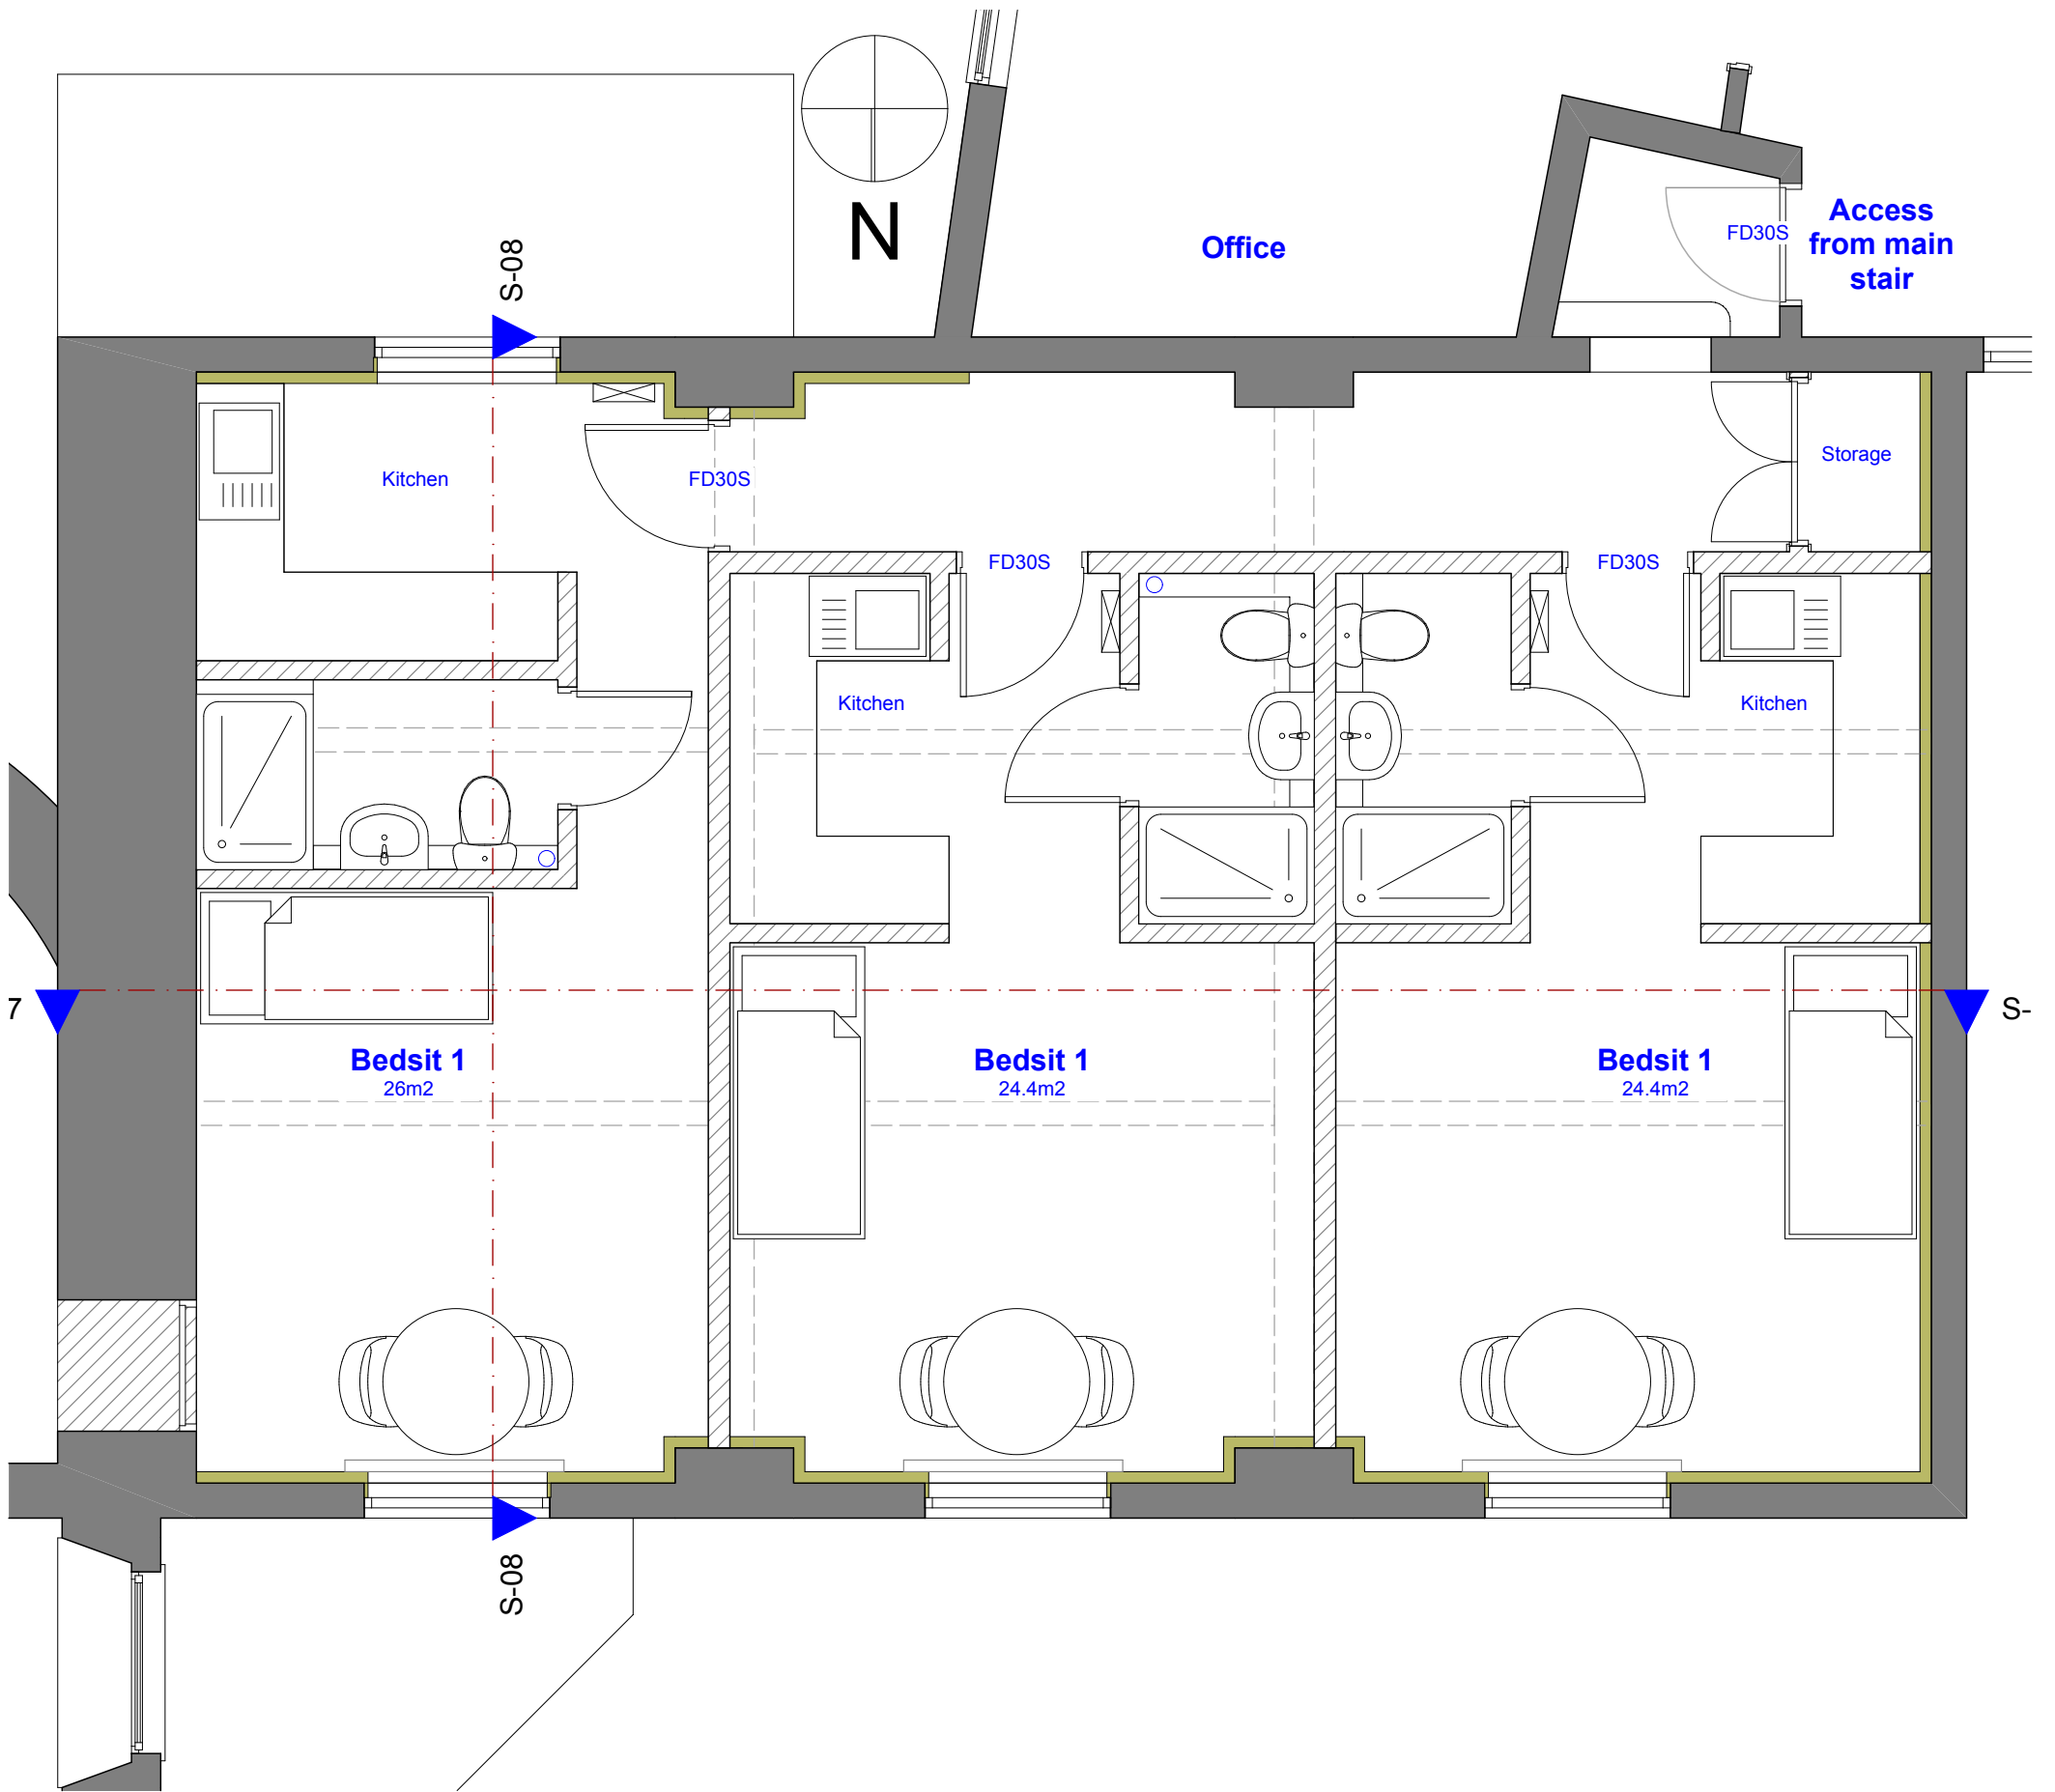 N
S-08
Office
FD30S
Access
from main
stair
Kitchen
FD30S
Storage
FD30S
FD30S
Kitchen
Kitchen
7
S-
Bedsit 1
26m2
Bedsit 1
24.4m2
Bedsit 1
24.4m2
S-08